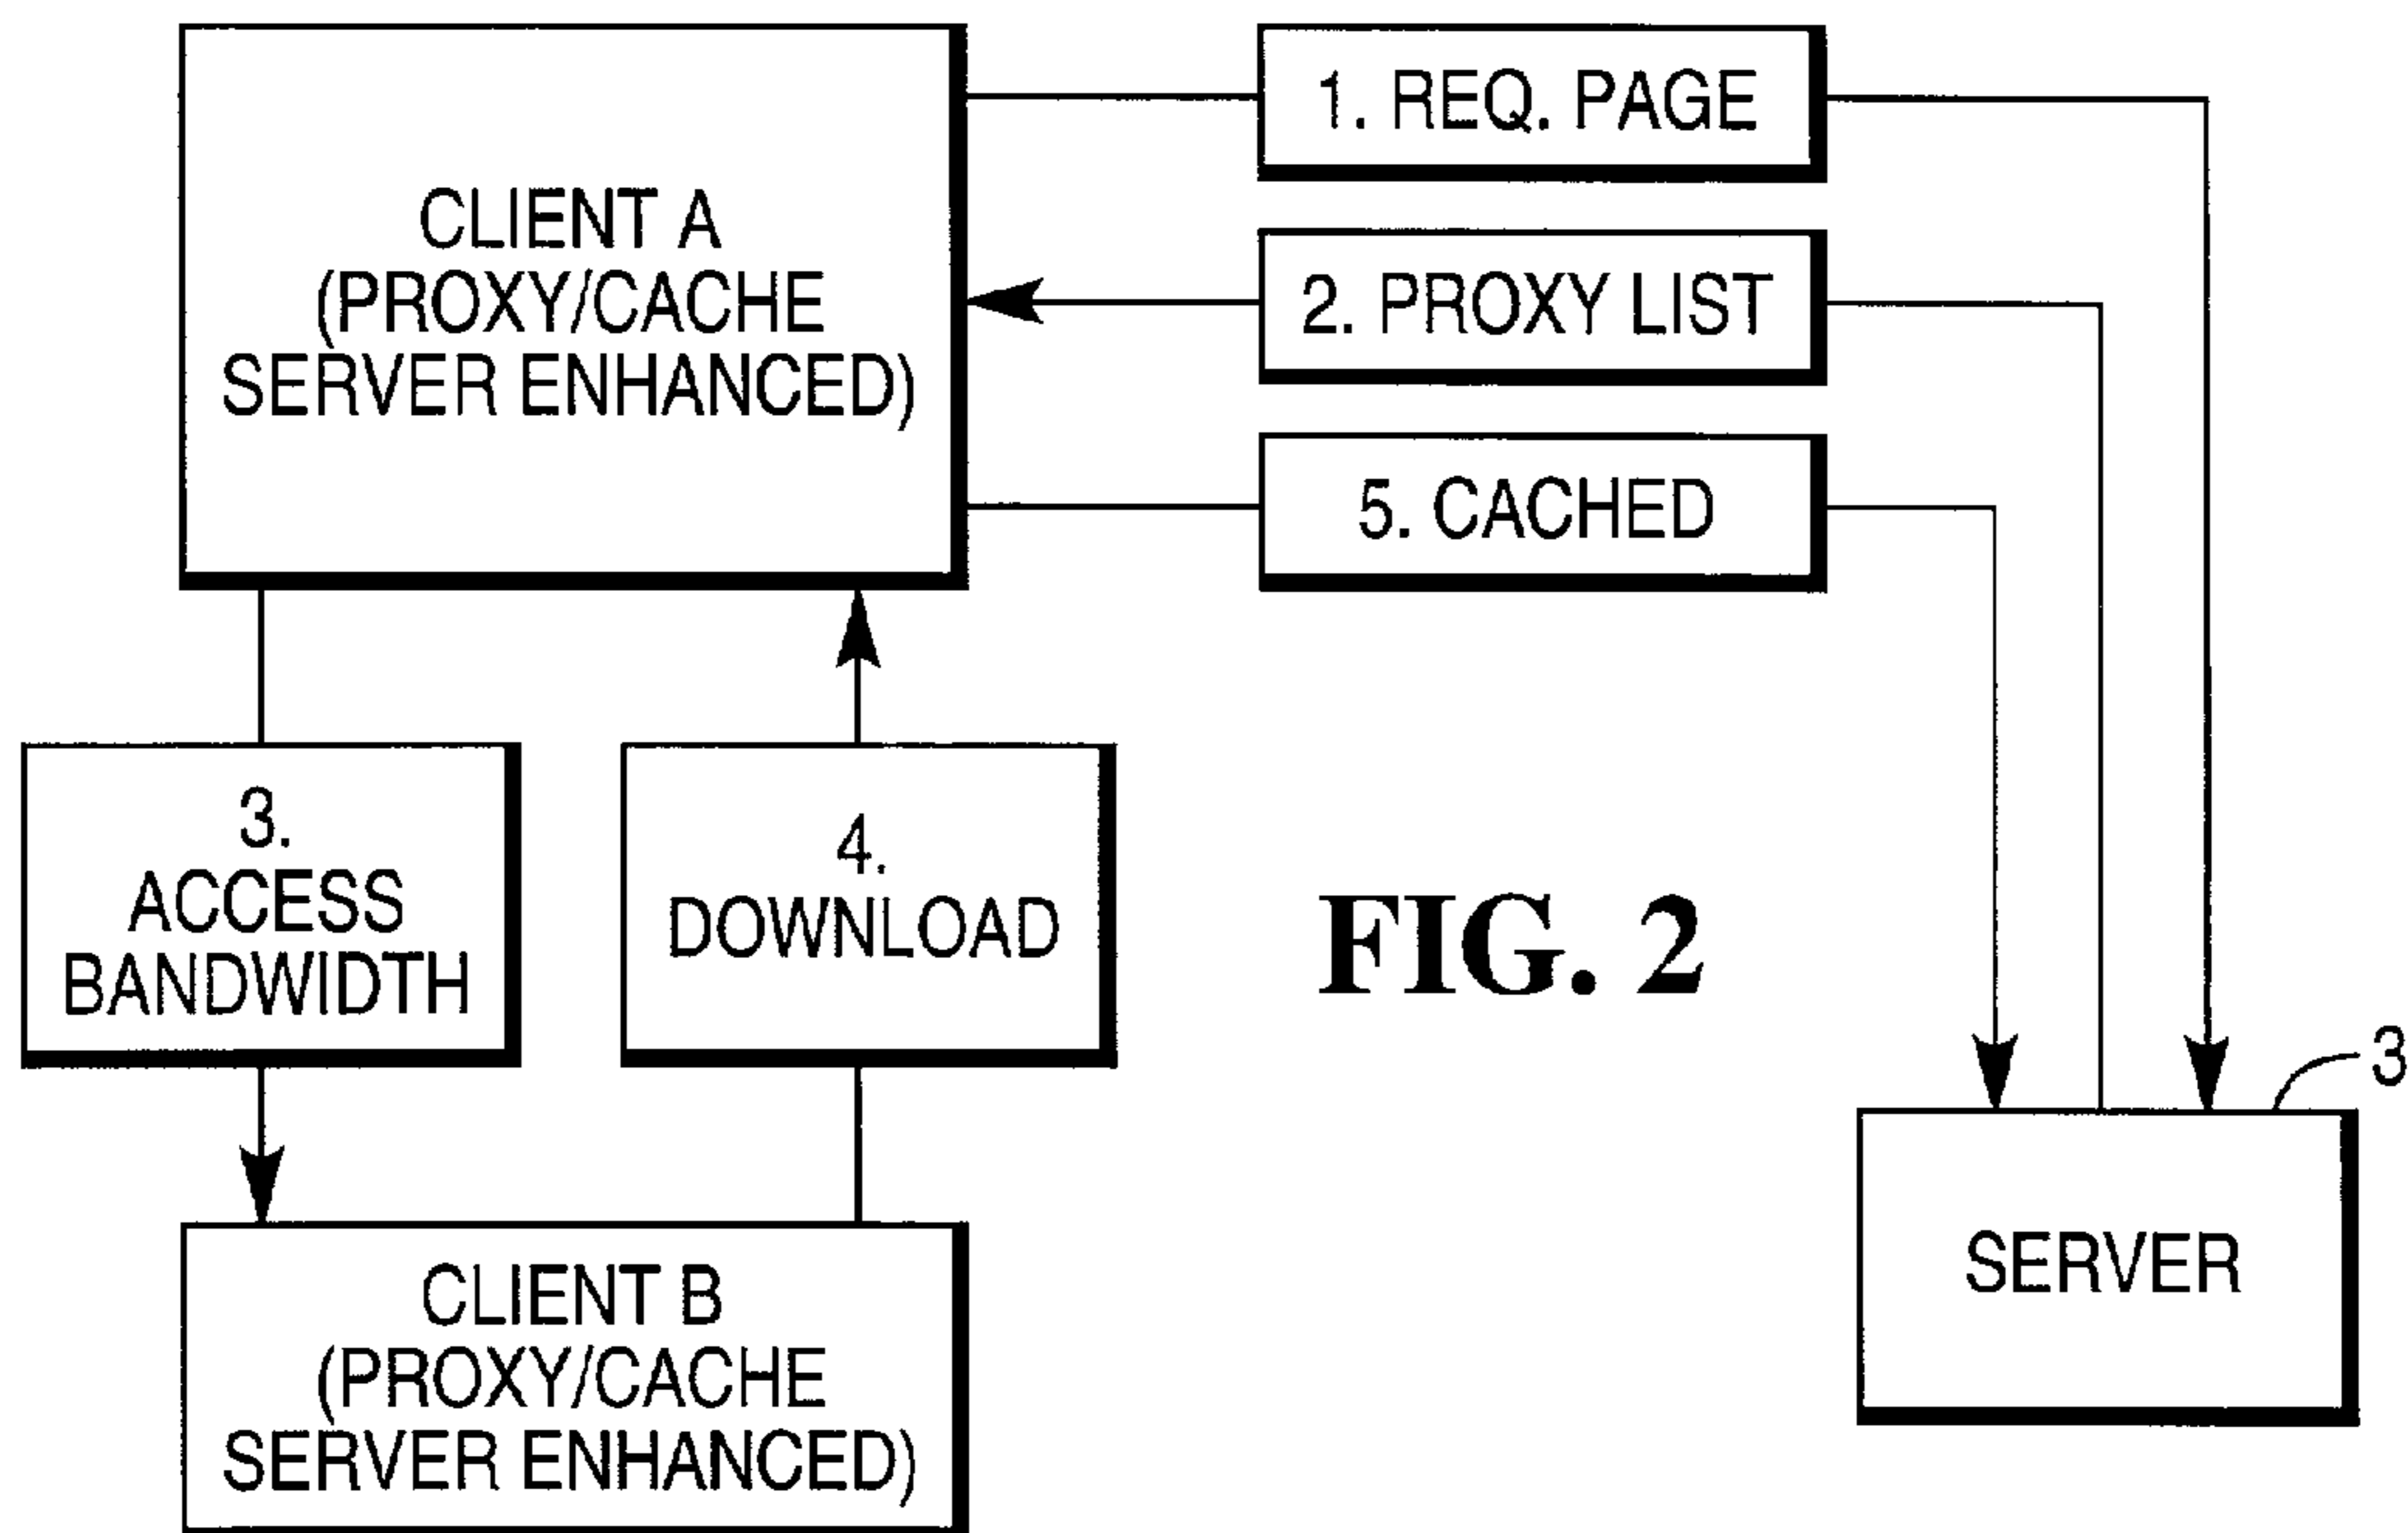 CLIENT A
(PROXY/CACHE
SERVER ENHANCED)
1. REQ. PAGE
2. PROXY LIST
5. CACHED
3.
ACCESS
BANDWIDTH
4.
DOWNLOAD
FIG. 2
3
SERVER
CLIENT B
(PROXY/CACHE
SERVER ENHANCED)